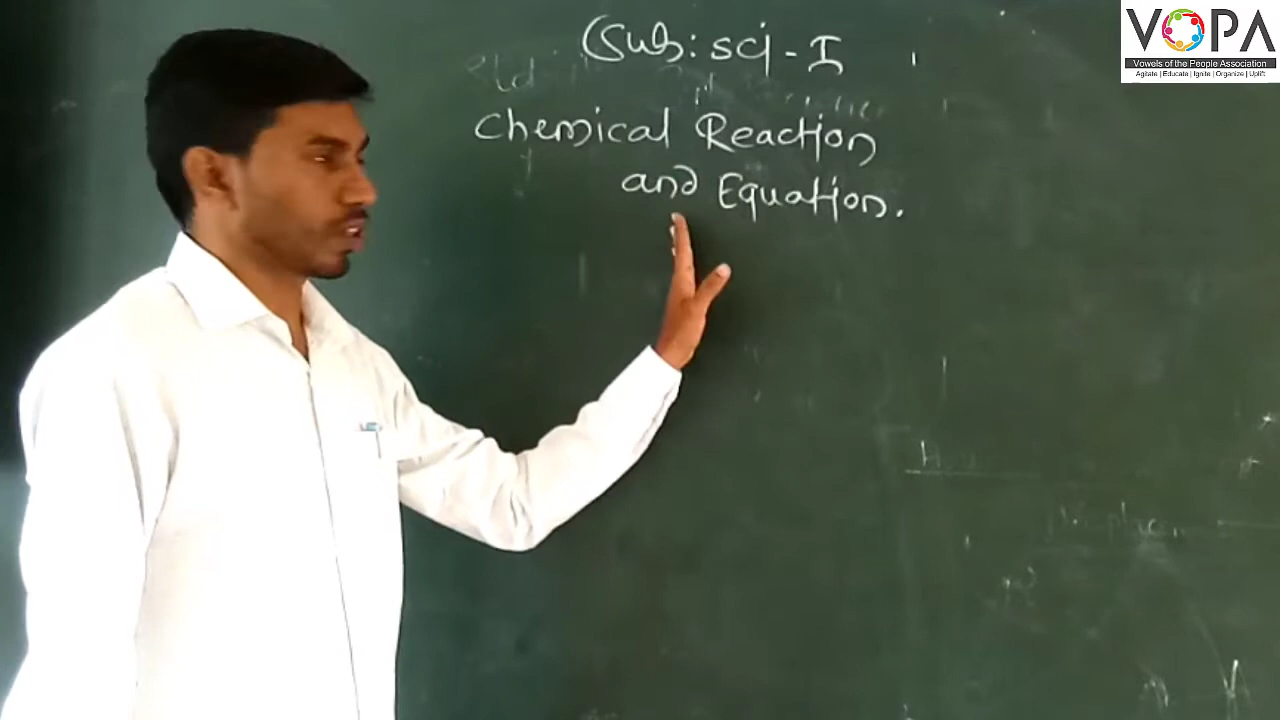 (Sub: sci - I
Chemical Reaction
and Equation.
VOPA
Vowels of the People Association
Agitate | Educate | Ignite | Organize | Uplift